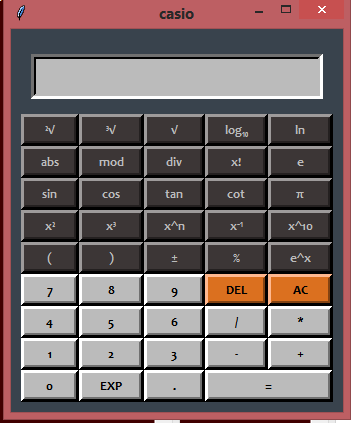 casio
²√ ³√ √ log₁₀ ln
abs mod div x! e
sin cos tan cot π
x² x³ x^n x⁻¹ x^10
( ) ± % e^x
7 8 9 DEL AC
4 5 6 / *
1 2 3 - +
0 EXP . =